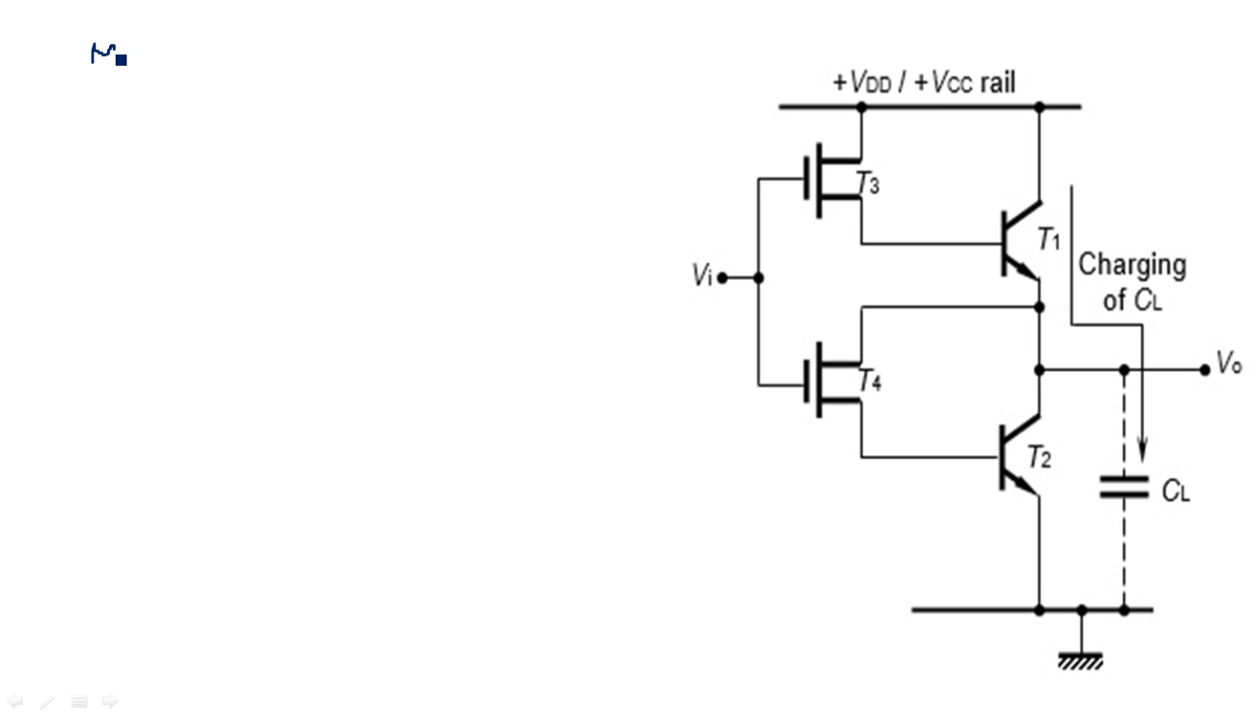 +VDD / +VCC rail
T3
T1
Vi
Charging
of CL
T4
Vo
T2
CL